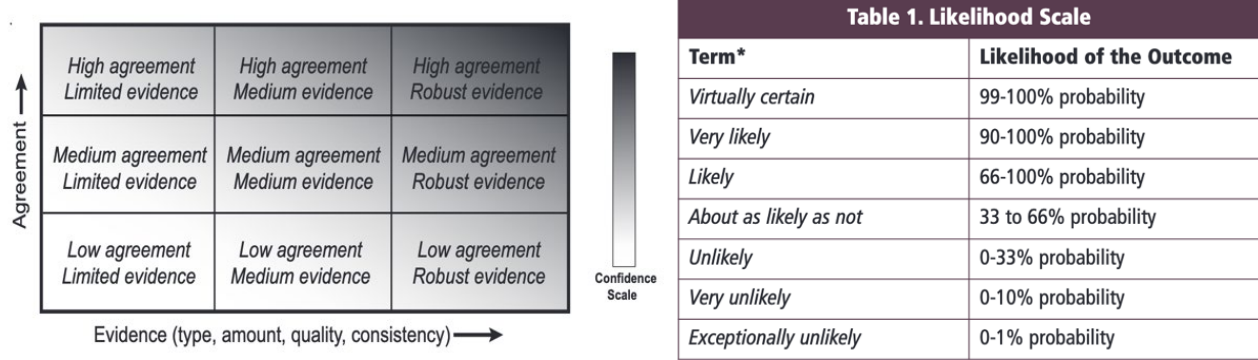 High agreement
Limited evidence
High agreement
Medium evidence
High agreement
Robust evidence
Medium agreement
Limited evidence
Medium agreement
Medium evidence
Medium agreement
Robust evidence
Low agreement
Limited evidence
Low agreement
Medium evidence
Low agreement
Robust evidence
Agreement
Evidence (type, amount, quality, consistency)
Confidence
Scale
Table 1. Likelihood Scale
Term* Likelihood of the Outcome
Virtually certain 99-100% probability
Very likely 90-100% probability
Likely 66-100% probability
About as likely as not 33 to 66% probability
Unlikely 0-33% probability
Very unlikely 0-10% probability
Exceptionally unlikely 0-1% probability